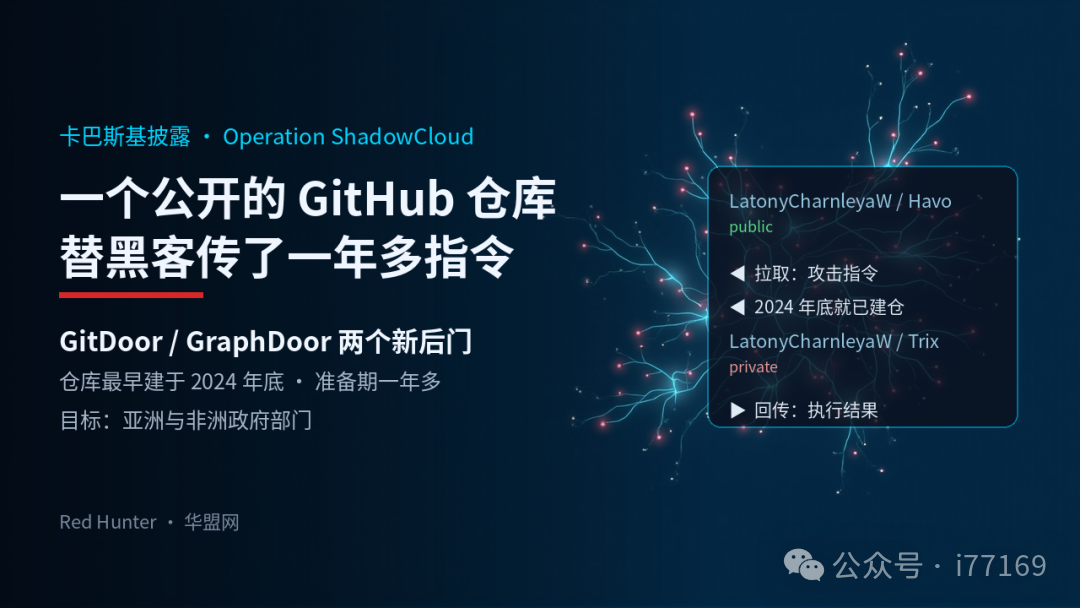 卡巴斯基披露 · Operation ShadowCloud
一个公开的 GitHub 仓库
替黑客传了一年多指令
GitDoor / GraphDoor 两个新后门
仓库最早建于 2024 年底 · 准备期一年多
目标：亚洲与非洲政府部门
Red Hunter · 华盟网
LatonyCharnleyaW / Havo
public
◀ 拉取：攻击指令
◀ 2024 年底就已建仓
LatonyCharnleyaW / Trix
private
▶ 回传：执行结果
公众号 · i77169